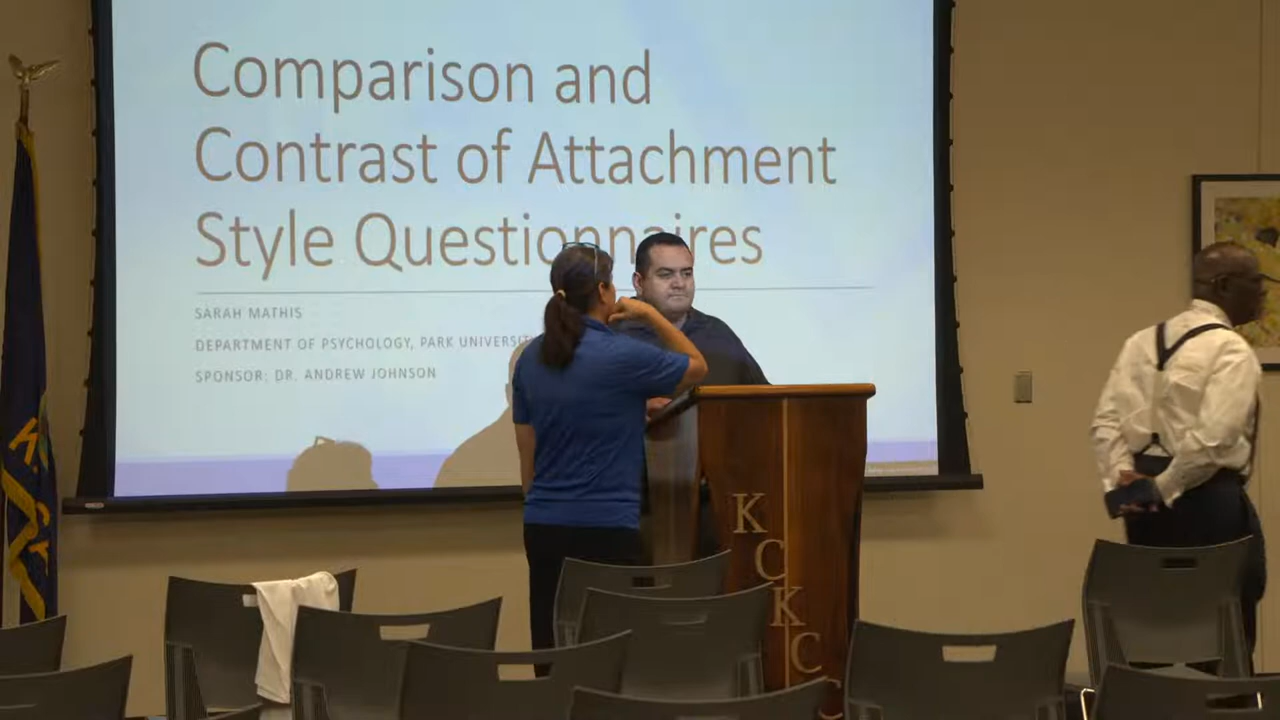 Comparison and
Contrast of Attachment
Style Questionnaires
SARAH MATHIS
DEPARTMENT OF PSYCHOLOGY, PARK UNIVERSIT
SPONSOR: DR. ANDREW JOHNSON
K
C
K
C
C